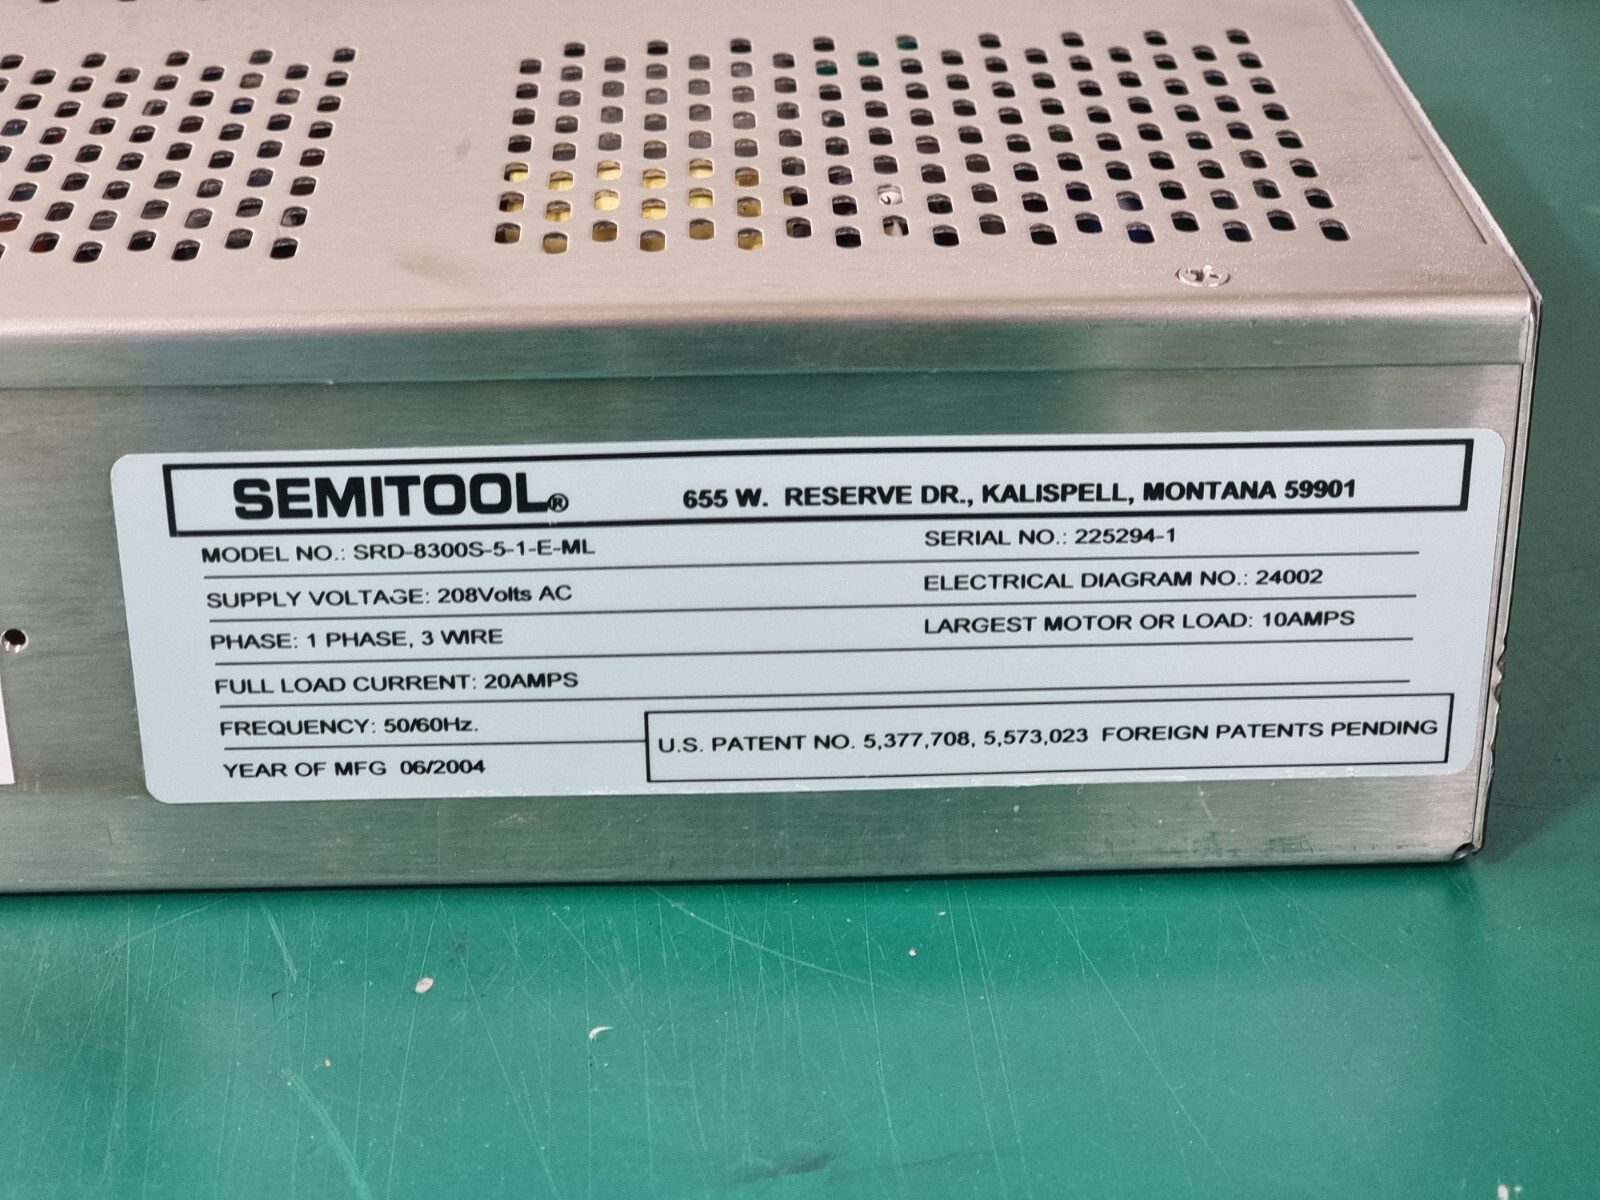 SEMITOOL® 655 W. RESERVE DR., KALISPELL, MONTANA 59901
MODEL NO.: SRD-8300S-5-1-E-ML SERIAL NO.: 225294-1
SUPPLY VOLTAGE: 208Volts AC ELECTRICAL DIAGRAM NO.: 24002
PHASE: 1 PHASE, 3 WIRE LARGEST MOTOR OR LOAD: 10AMPS
FULL LOAD CURRENT: 20AMPS
FREQUENCY: 50/60Hz.
U.S. PATENT NO. 5,377,708, 5,573,023 FOREIGN PATENTS PENDING
YEAR OF MFG 06/2004